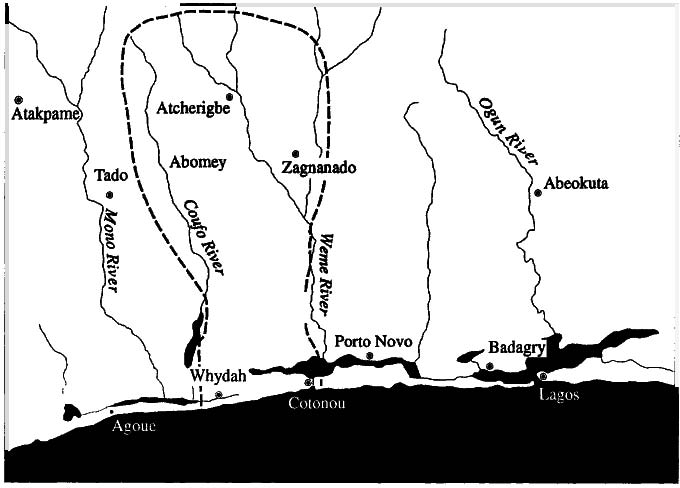 Atakpame
Atcherigbe
Ogun River
Abomey
Zagnanado
Tado
Abeokuta
Mono River
Coufo River
Weme River
Porto Novo
Badagry
Whydah
Cotonou
Lagos
Agoue